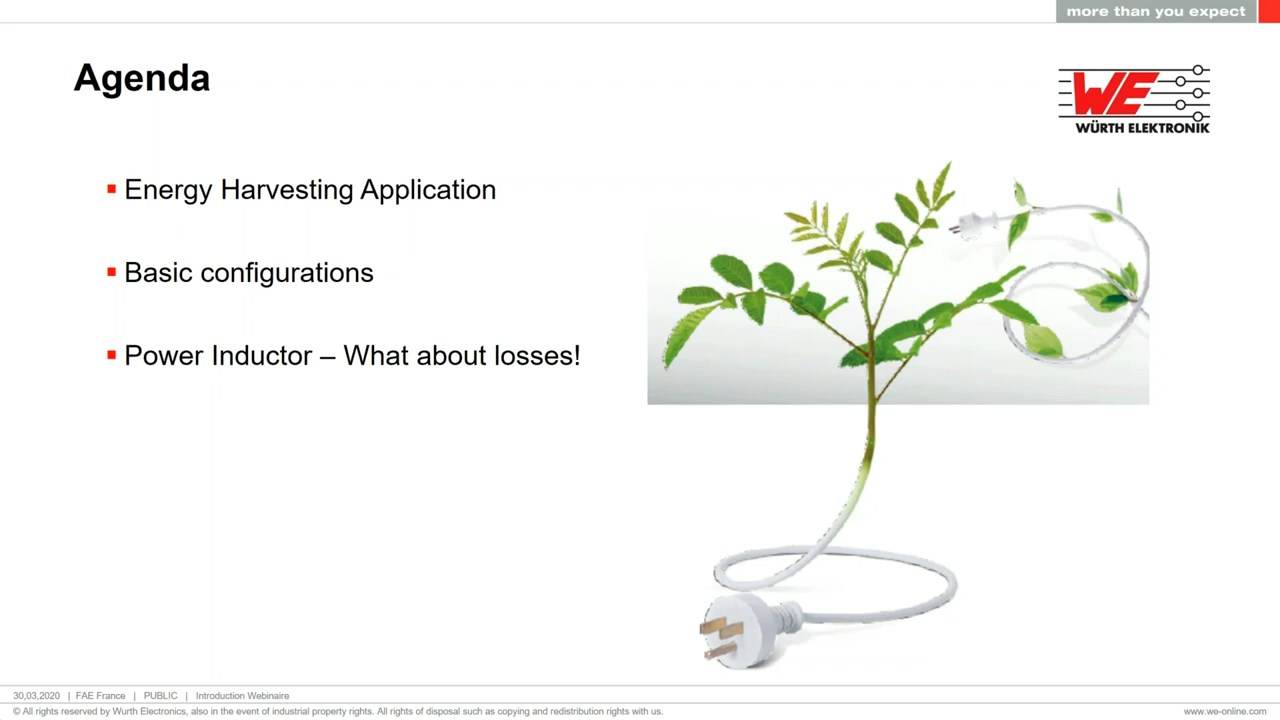 more than you expect
Agenda
WE
WÜRTH ELEKTRONIK
Energy Harvesting Application
Basic configurations
Power Inductor – What about losses!
30,03,2020 | FAE France | PUBLIC | Introduction Webinaire
© All rights reserved by Wurth Electronics, also in the event of industrial property rights. All rights of disposal such as copying and redistribution rights with us.
www.we-online.com